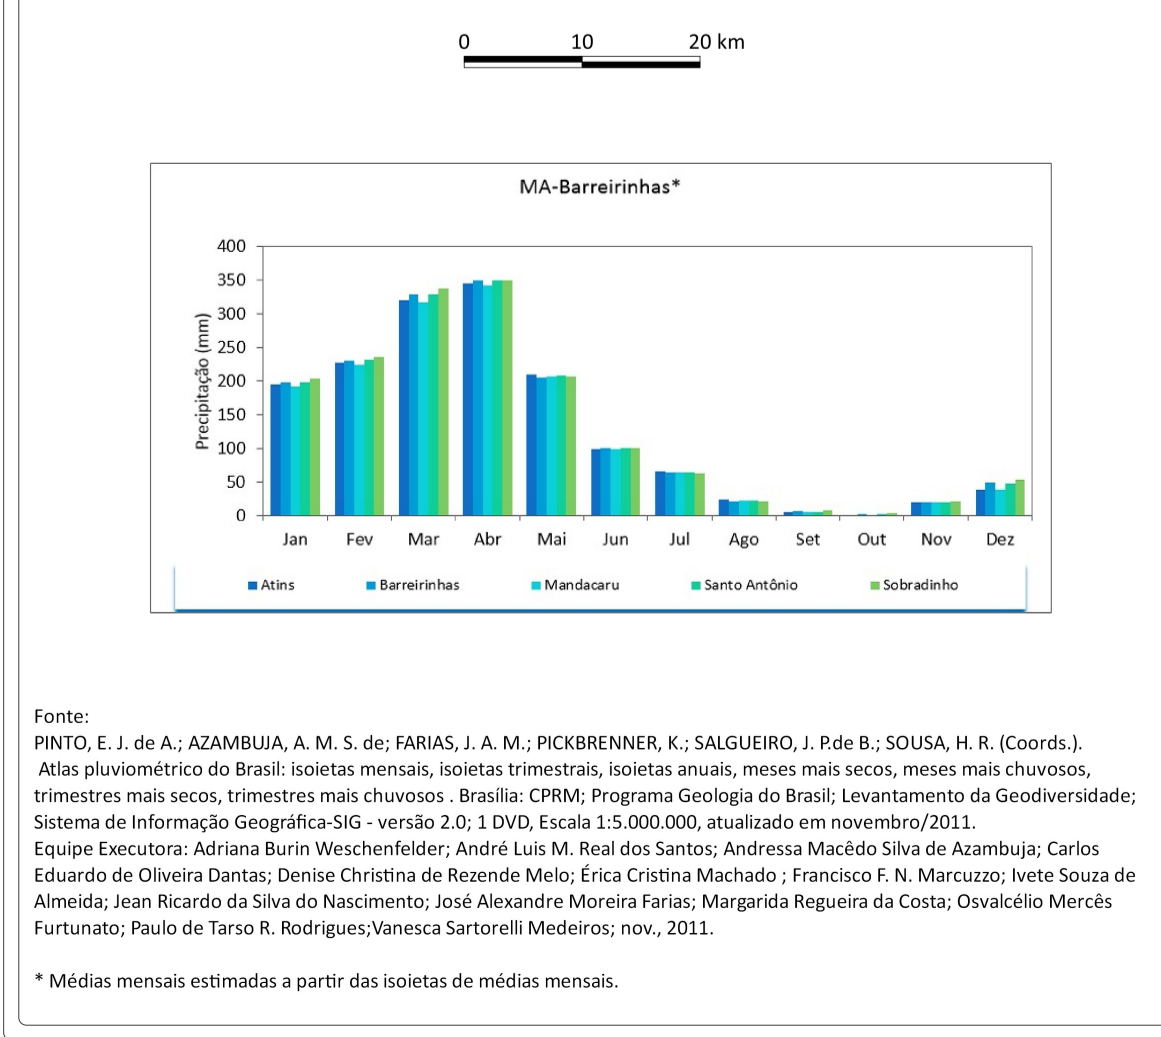 0 10 20 km
MA-Barreirinhas*
Precipitação (mm)
400
350
300
250
200
150
100
50
0
Jan Fev Mar Abr Mai Jun Jul Ago Set Out Nov Dez
Atins Barreirinhas Mandacaru Santo Antônio Sobradinho
Fonte:
PINTO, E. J. de A.; AZAMBUJA, A. M. S. de; FARIAS, J. A. M.; PICKBRENNER, K.; SALGUEIRO, J. P.de B.; SOUSA, H. R. (Coords.).
Atlas pluviométrico do Brasil: isoietas mensais, isoietas trimestrais, isoietas anuais, meses mais secos, meses mais chuvosos,
trimestres mais secos, trimestres mais chuvosos . Brasília: CPRM; Programa Geologia do Brasil; Levantamento da Geodiversidade;
Sistema de Informação Geográfica-SIG - versão 2.0; 1 DVD, Escala 1:5.000.000, atualizado em novembro/2011.
Equipe Executora: Adriana Burin Weschenfelder; André Luis M. Real dos Santos; Andressa Macêdo Silva de Azambuja; Carlos
Eduardo de Oliveira Dantas; Denise Christina de Rezende Melo; Érica Cristina Machado ; Francisco F. N. Marcuzzo; Ivete Souza de
Almeida; Jean Ricardo da Silva do Nascimento; José Alexandre Moreira Farias; Margarida Regueira da Costa; Osvalcélio Mercês
Furtunato; Paulo de Tarso R. Rodrigues;Vanesca Sartorelli Medeiros; nov., 2011.
* Médias mensais estimadas a partir das isoietas de médias mensais.